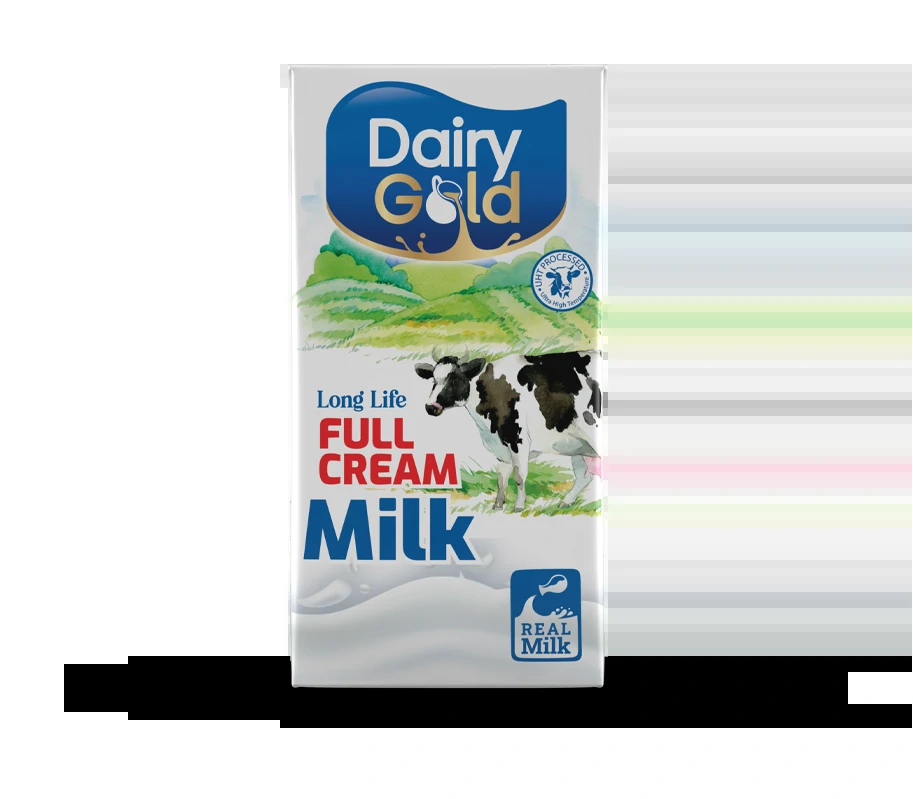 Dairy
Gold
UHT PROCESSED
Ultra High Temperature
Long Life
FULL
CREAM
Milk
REAL
Milk